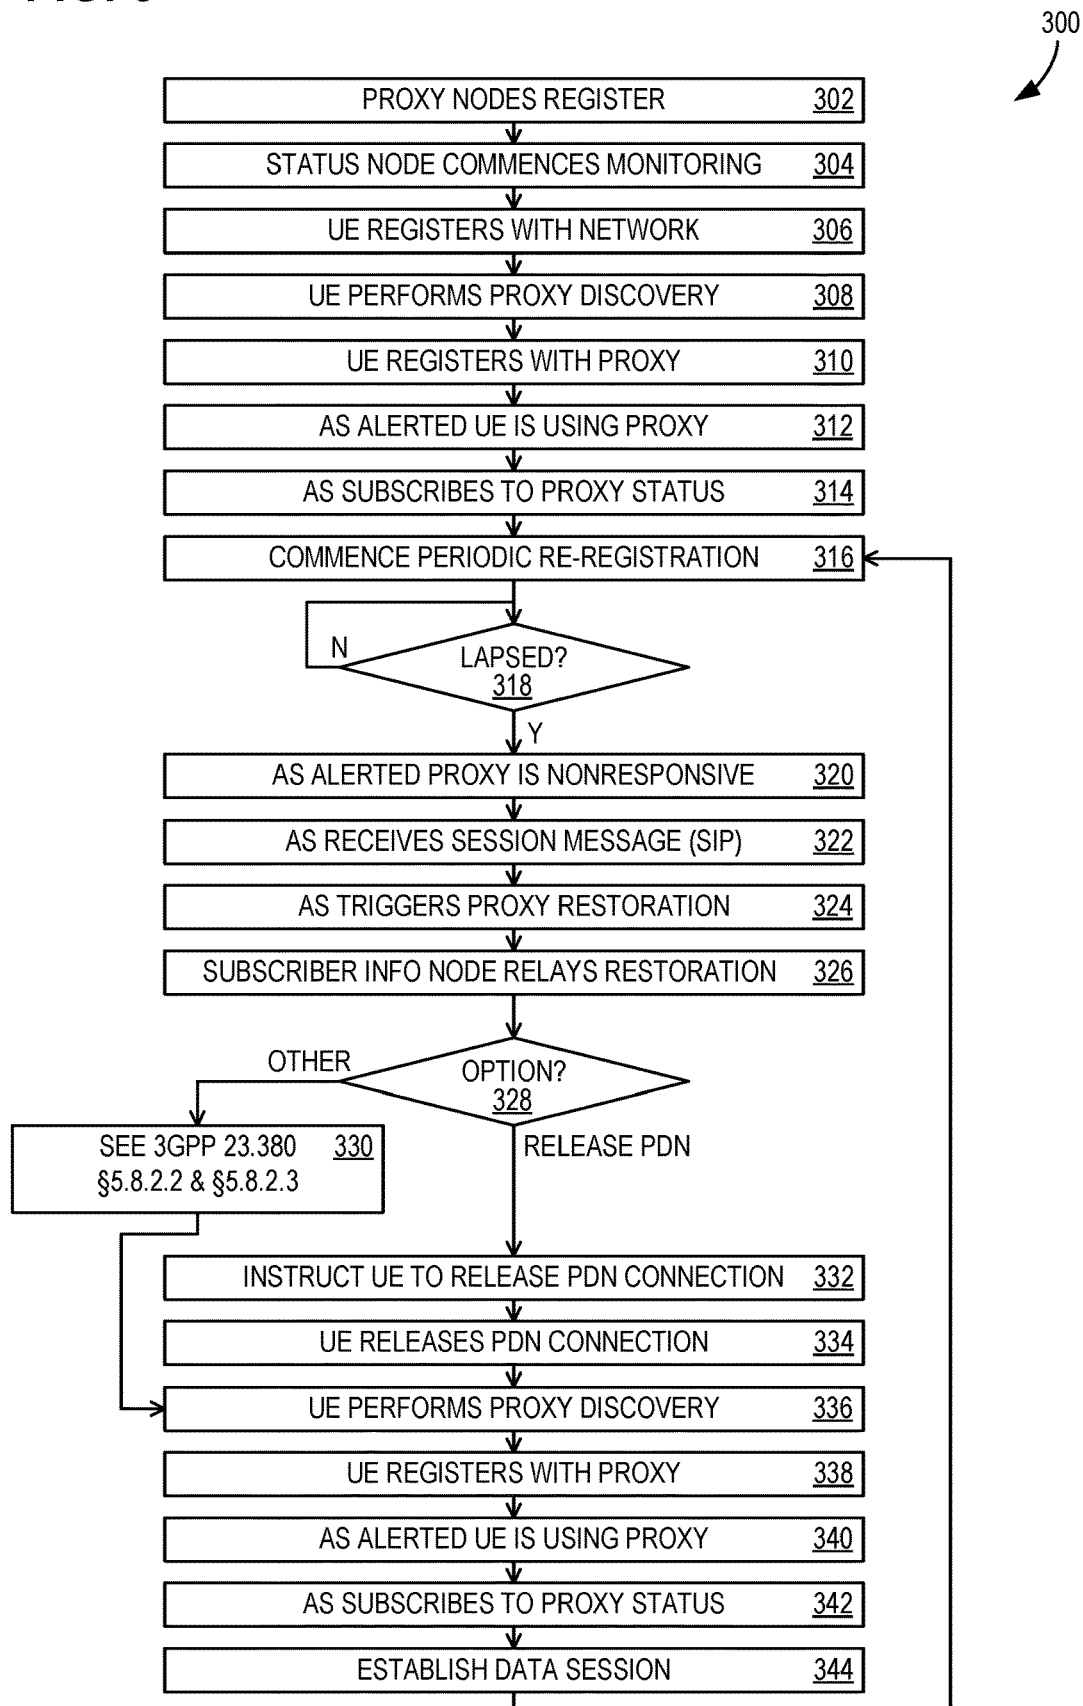 300
PROXY NODES REGISTER 302
STATUS NODE COMMENCES MONITORING 304
UE REGISTERS WITH NETWORK 306
UE PERFORMS PROXY DISCOVERY 308
UE REGISTERS WITH PROXY 310
AS ALERTED UE IS USING PROXY 312
AS SUBSCRIBES TO PROXY STATUS 314
COMMENCE PERIODIC RE-REGISTRATION 316
N
LAPSED?
318
Y
AS ALERTED PROXY IS NONRESPONSIVE 320
AS RECEIVES SESSION MESSAGE (SIP) 322
AS TRIGGERS PROXY RESTORATION 324
SUBSCRIBER INFO NODE RELAYS RESTORATION 326
OTHER
OPTION?
328
RELEASE PDN
SEE 3GPP 23.380 330
§5.8.2.2 & §5.8.2.3
INSTRUCT UE TO RELEASE PDN CONNECTION 332
UE RELEASES PDN CONNECTION 334
UE PERFORMS PROXY DISCOVERY 336
UE REGISTERS WITH PROXY 338
AS ALERTED UE IS USING PROXY 340
AS SUBSCRIBES TO PROXY STATUS 342
ESTABLISH DATA SESSION 344